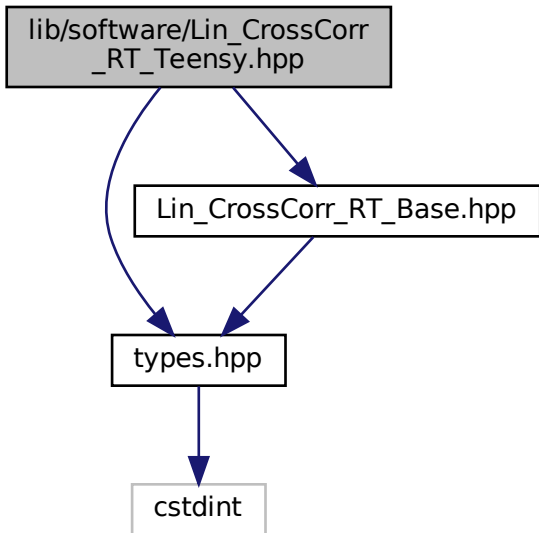 lib/software/Lin_CrossCorr
_RT_Teensy.hpp
Lin_CrossCorr_RT_Base.hpp
types.hpp
cstdint